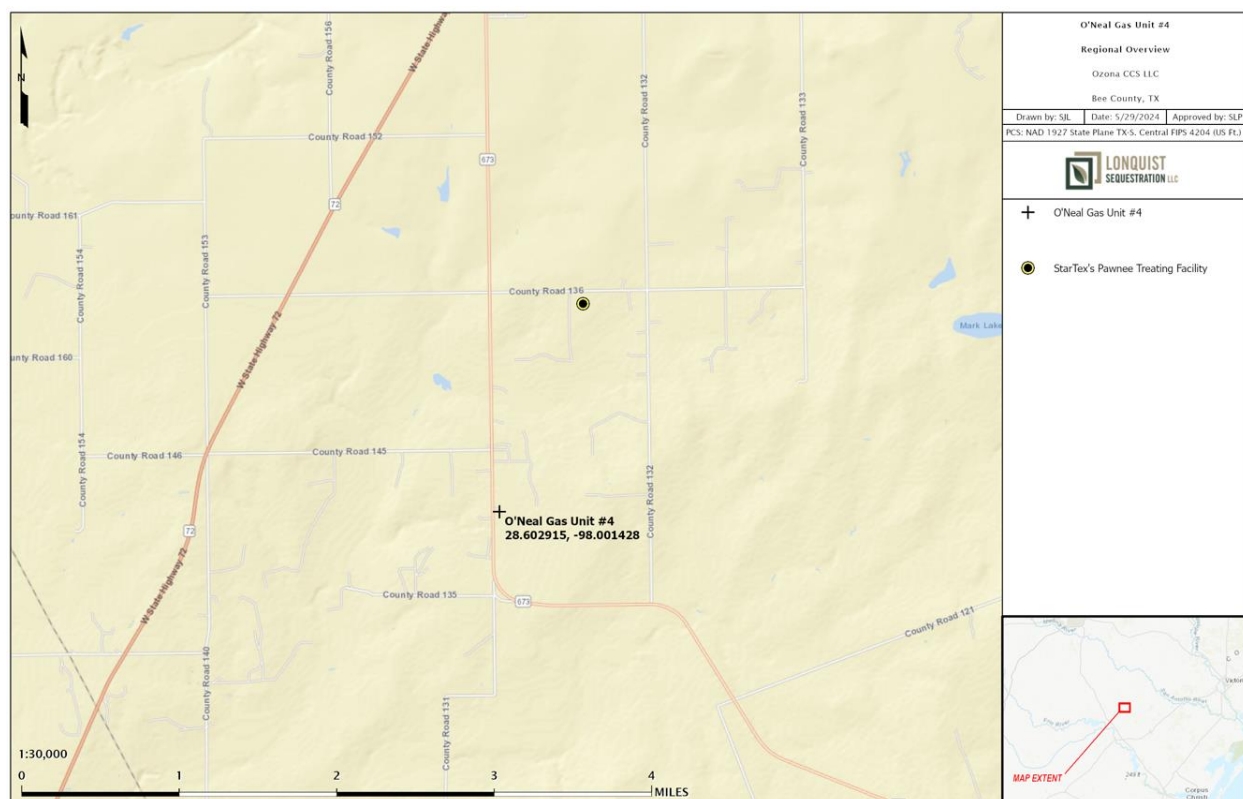 O'Neal Gas Unit #4
Regional Overview
Ozona CCS LLC
Bee County, TX
Drawn by: SJL
Date: 5/29/2024
Approved by: SLP
PCS: NAD 1927 State Plane TX-S. Central FIPS 4204 (US Ft.)
LONQUIST
SEQUESTRATION LLC
O'Neal Gas Unit #4
StarTex's Pawnee Treating Facility
N
W State Highway 72
County Road 156
County Road 132
County Road 133
County Road 152
673
72
ounty Road 161
County Road 154
County Road 153
County Road 136
Mark Lake
W State Highway 72
ounty Road 160
County Road 154
County Road 146
County Road 145
County Road 132
O'Neal Gas Unit #4
28.602915, -98.001428
72
W State Highway 72
County Road 135
673
County Road 121
County Road 140
County Road 131
1:30,000
0 1 2 3 4
MILES
MAP EXTENT
249 ft
Corpus
Christi